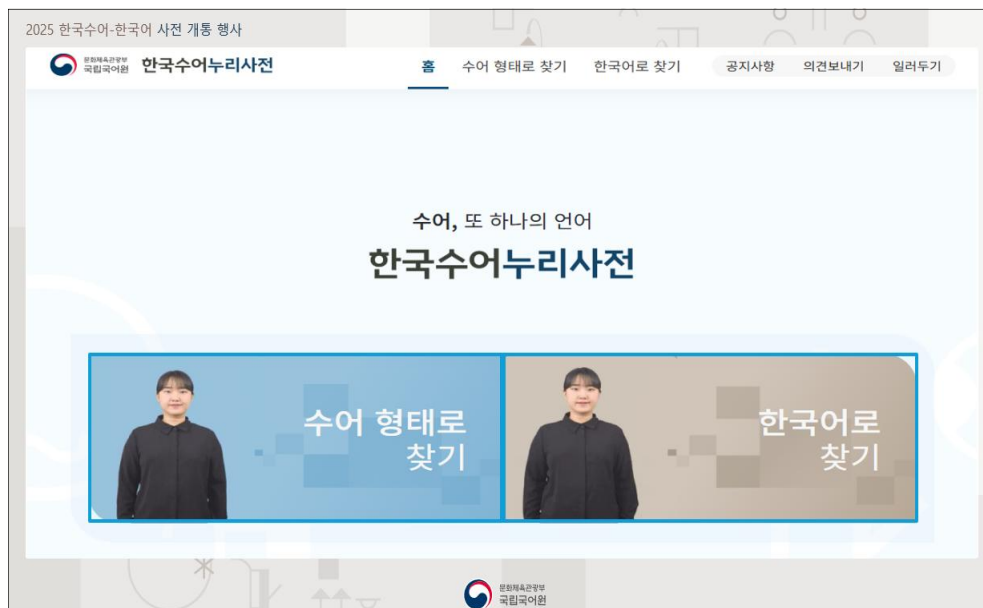 2025 한국수어-한국어 사전 개통 행사
문화체육관광부
국립국어원
한국수어누리사전
홈 수어 형태로 찾기 한국어로 찾기 공지사항 의견보내기 일러두기
수어, 또 하나의 언어
한국수어누리사전
수어 형태로
찾기
한국어로
찾기
문화체육관광부
국립국어원